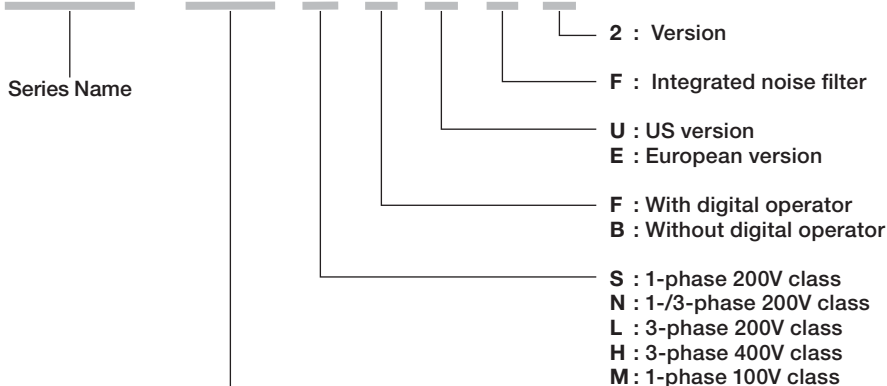 2 : Version
Series Name
F : Integrated noise filter
U : US version
E : European version
F : With digital operator
B : Without digital operator
S : 1-phase 200V class
N : 1-/3-phase 200V class
L : 3-phase 200V class
H : 3-phase 400V class
M : 1-phase 100V class